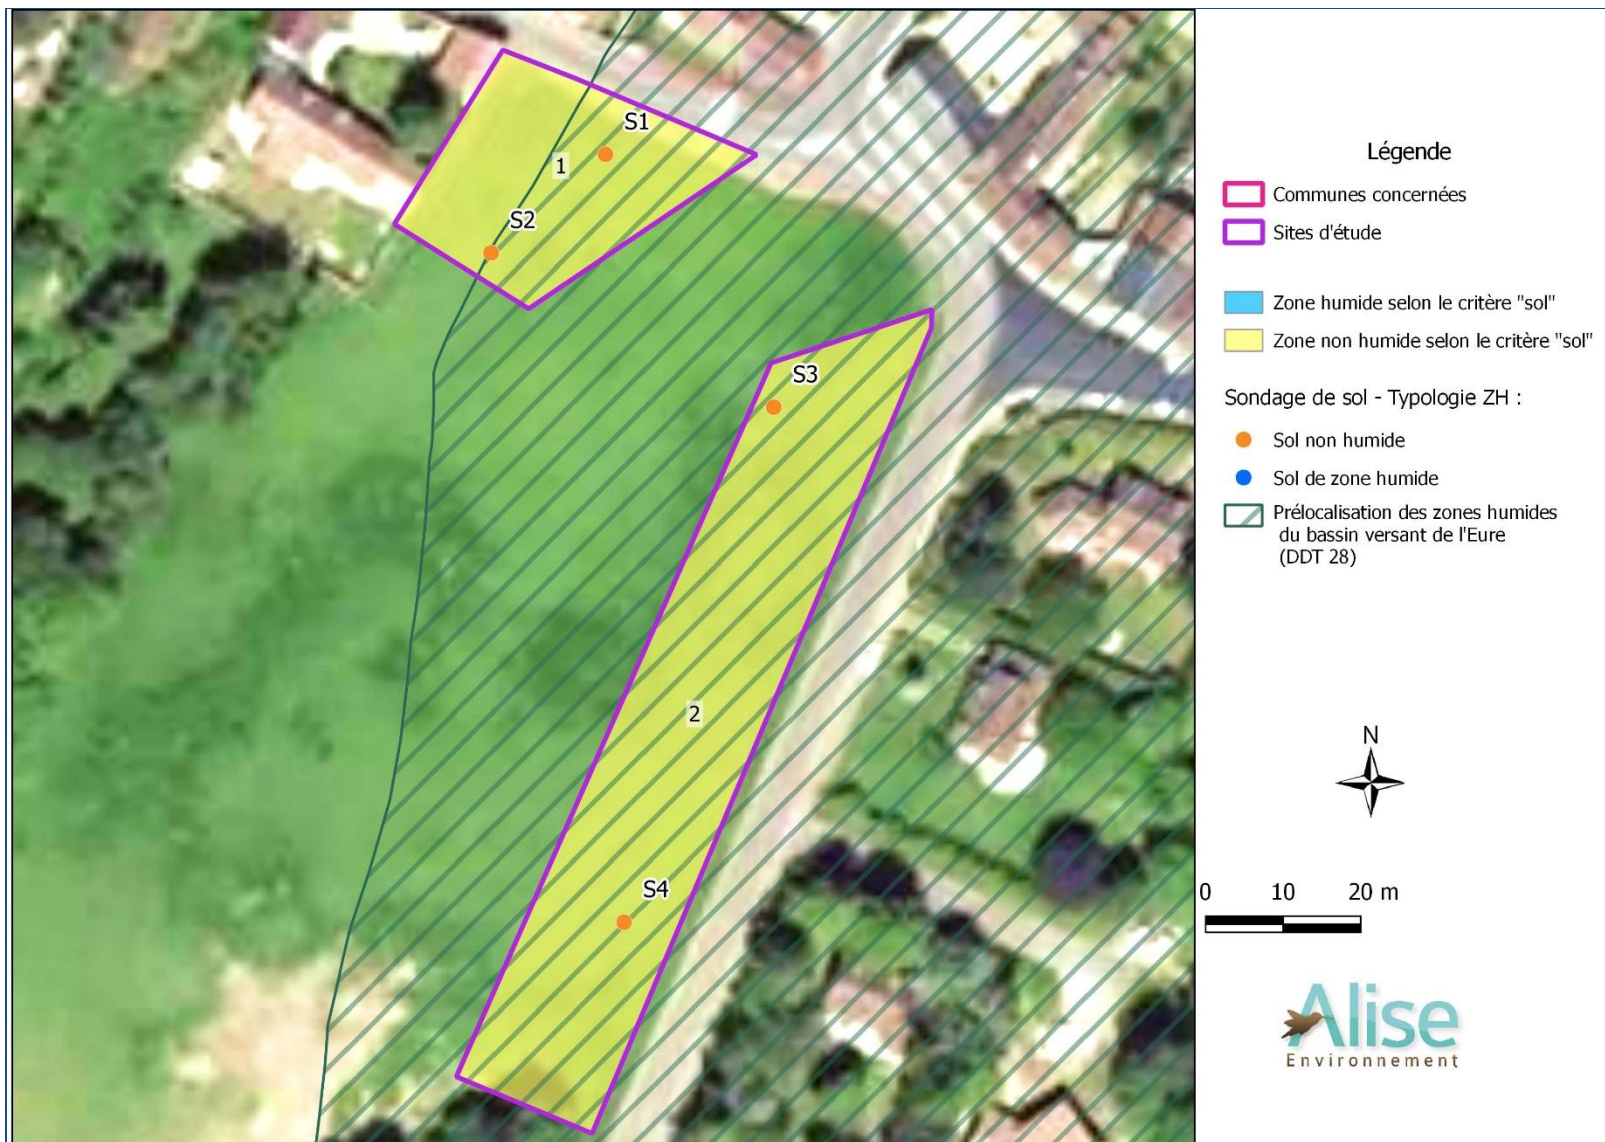 S1
1
S2
S3
2
S4
Légende
Communes concernées
Sites d'étude
Zone humide selon le critère "sol"
Zone non humide selon le critère "sol"
Sondage de sol - Typologie ZH :
Sol non humide
Sol de zone humide
Prélocalisation des zones humides
du bassin versant de l'Eure
(DDT 28)
N
0 10 20 m
Alise
Environnement